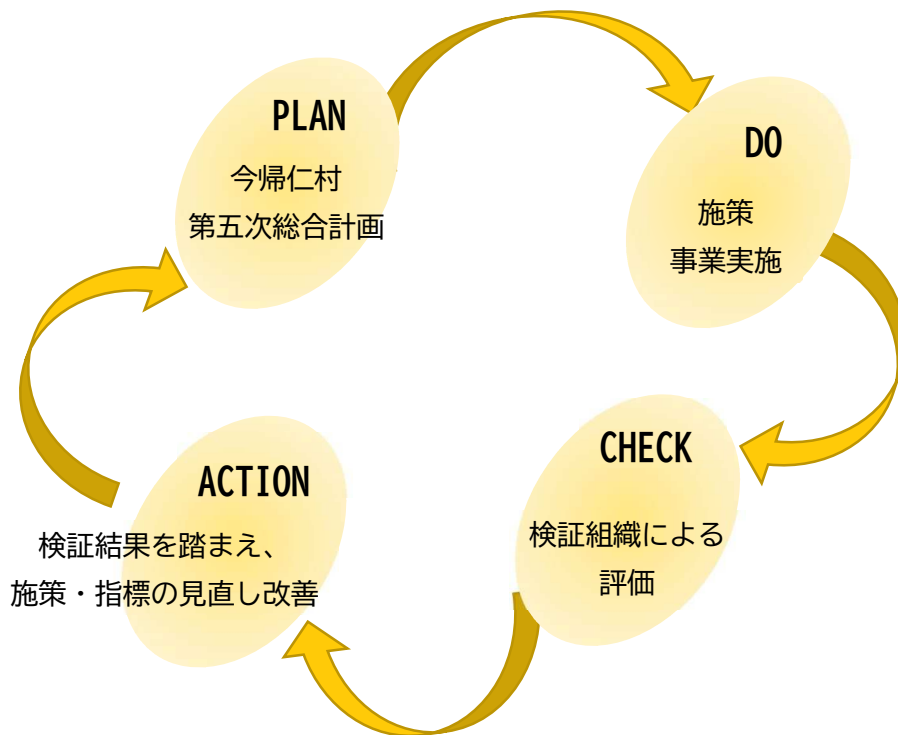 PLAN
今帰仁村
第五次総合計画
DO
施策
事業実施
CHECK
検証組織による
評価
ACTION
検証結果を踏まえ、
施策・指標の見直し改善